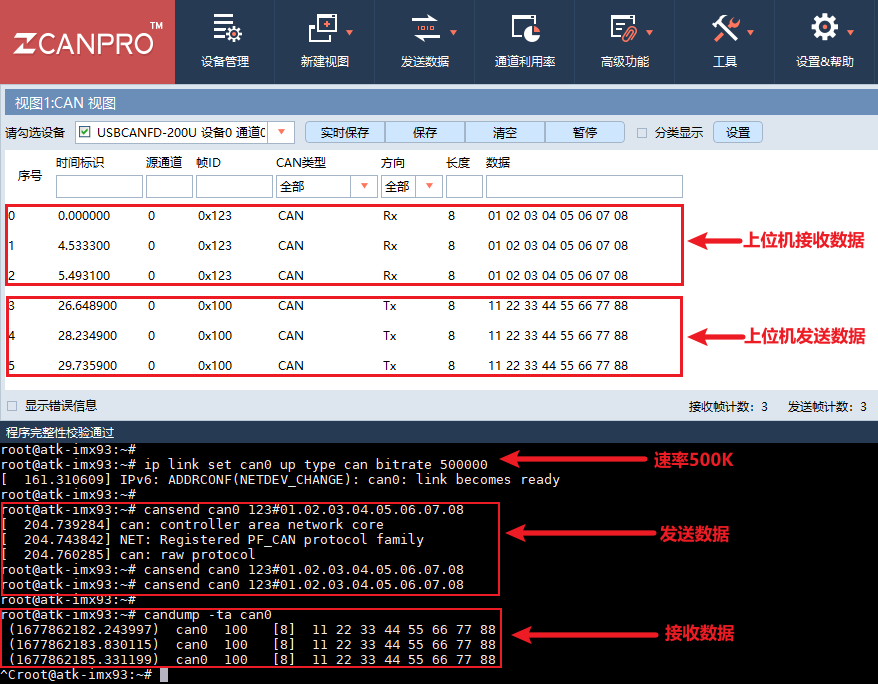 ZCANPRO™
设备管理 新建视图 发送数据 通道利用率 高级功能 工具 设置&帮助
视图1:CAN 视图
请勾选设备 USBCANFD-200U 设备0 通道0 实时保存 保存 清空 暂停 分类显示 设置
序号 时间标识 源通道 帧ID CAN类型 方向 长度 数据
全部 全部
0 0.000000 0 0x123 CAN Rx 8 01 02 03 04 05 06 07 08
1 4.533300 0 0x123 CAN Rx 8 01 02 03 04 05 06 07 08
上位机接收数据
2 5.493100 0 0x123 CAN Rx 8 01 02 03 04 05 06 07 08
3 26.648900 0 0x100 CAN Tx 8 11 22 33 44 55 66 77 88
4 28.234900 0 0x100 CAN Tx 8 11 22 33 44 55 66 77 88
上位机发送数据
5 29.735900 0 0x100 CAN Tx 8 11 22 33 44 55 66 77 88
显示错误信息 接收帧计数: 3 发送帧计数: 3
程序完整性校验通过
root@atk-imx93:~#
root@atk-imx93:~# ip link set can0 up type can bitrate 500000
速率500K
[  161.310609] IPv6: ADDRCONF(NETDEV_CHANGE): can0: link becomes ready
root@atk-imx93:~#
root@atk-imx93:~# cansend can0 123#01.02.03.04.05.06.07.08
[  204.739284] can: controller area network core
发送数据
[  204.743842] NET: Registered PF_CAN protocol family
[  204.760285] can: raw protocol
root@atk-imx93:~# cansend can0 123#01.02.03.04.05.06.07.08
root@atk-imx93:~# cansend can0 123#01.02.03.04.05.06.07.08
root@atk-imx93:~#
root@atk-imx93:~# candump -ta can0
(1677862182.243997)  can0  100   [8]  11 22 33 44 55 66 77 88
接收数据
(1677862183.830115)  can0  100   [8]  11 22 33 44 55 66 77 88
(1677862185.331199)  can0  100   [8]  11 22 33 44 55 66 77 88
^Croot@atk-imx93:~#